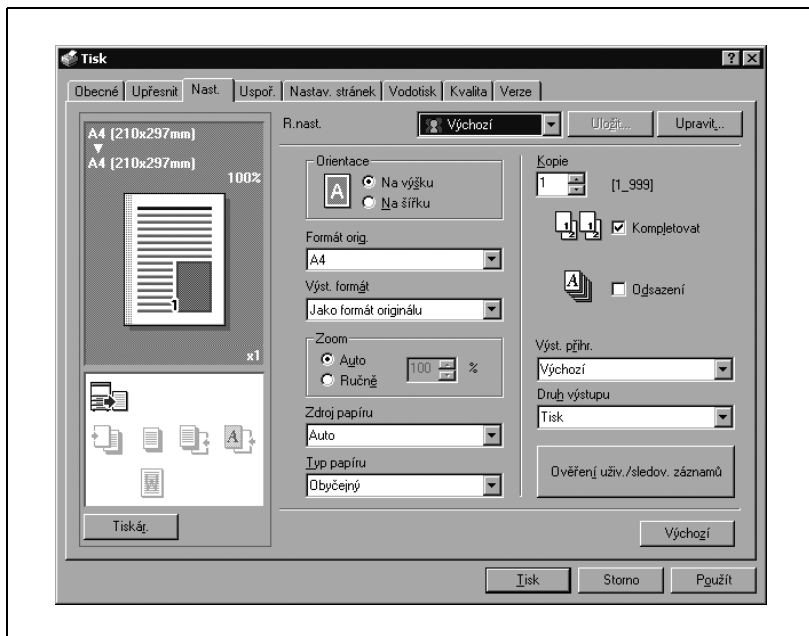 Tisk
Obecné Upřesnit Nast. Uspoř. Nastav. stránek Vodotisk Kvalita Verze
A4 (210x297mm)
A4 (210x297mm)
100%
1
x1
Tiskár.
R.nast.
Výchozí
Uložit...
Upravit...
Orientace
A
Na výšku
Na šířku
Formát orig.
A4
Výst. formát
Jako formát originálu
Zoom
Auto
Ručně
100 %
Zdroj papíru
Auto
Typ papíru
Obyčejný
Kopie
1 [1_999]
Kompletovat
Odsazení
Výst. přihr.
Výchozí
Druh výstupu
Tisk
Ověření uživ./sledov. záznamů
Výchozí
Tisk Storno Použít